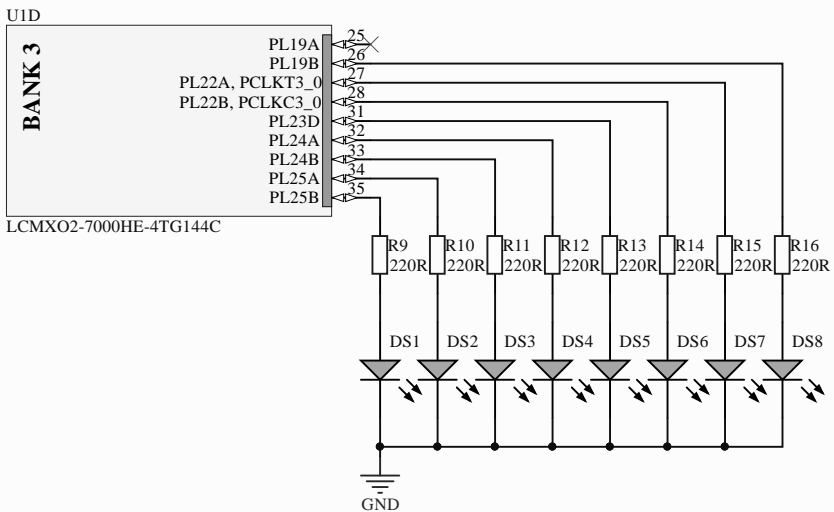 U1D
BANK 3
PL19A 25
PL19B 26
PL22A, PCLKT3_0 27
PL22B, PCLKC3_0 28
PL23D 31
PL24A 32
PL24B 33
PL25A 34
PL25B 35
LCMXO2-7000HE-4TG144C
R9 R10 R11 R12 R13 R14 R15 R16
220R 220R 220R 220R 220R 220R 220R 220R
DS1 DS2 DS3 DS4 DS5 DS6 DS7 DS8
GND